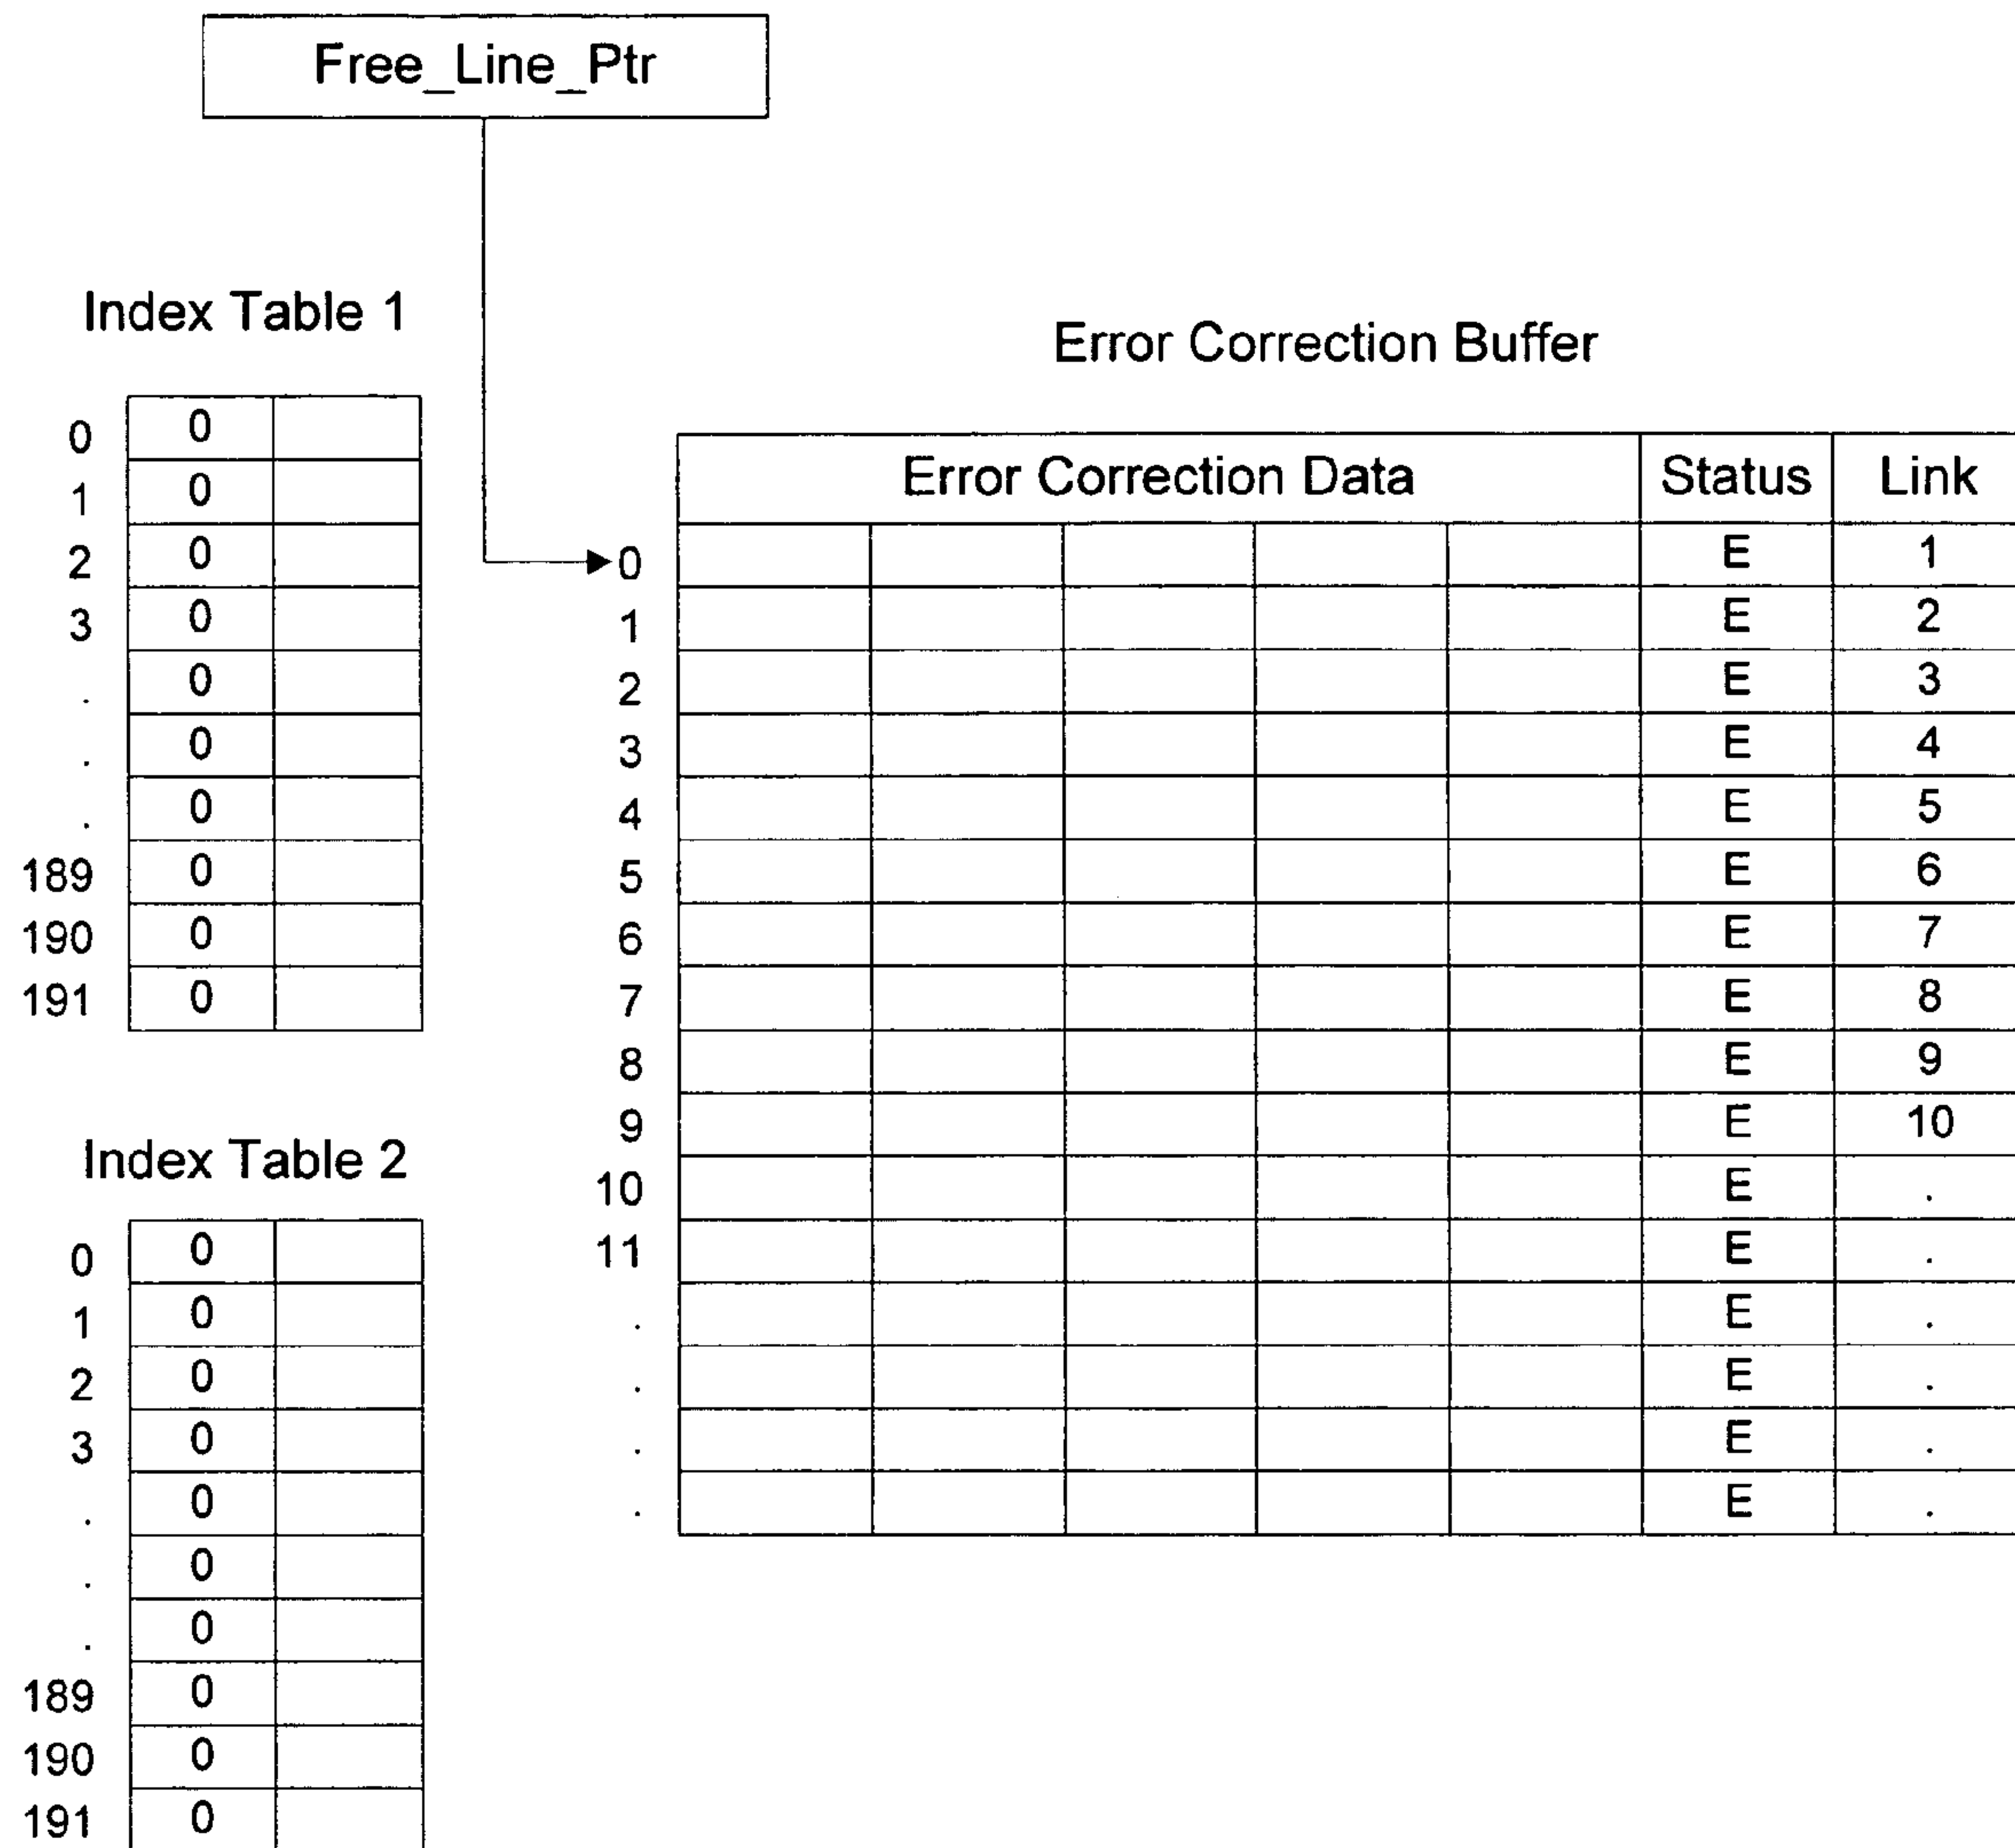 Free_Line_Ptr
Index Table 1
0 0
1 0
2 0
3 0
. 0
. 0
. 0
189 0
190 0
191 0
Error Correction Buffer
Error Correction Data Status Link
0 E 1
1 E 2
2 E 3
3 E 4
4 E 5
5 E 6
6 E 7
7 E 8
8 E 9
9 E 10
10 E .
11 E .
. E .
. E .
. E .
. E .
Index Table 2
0 0
1 0
2 0
3 0
. 0
. 0
. 0
189 0
190 0
191 0